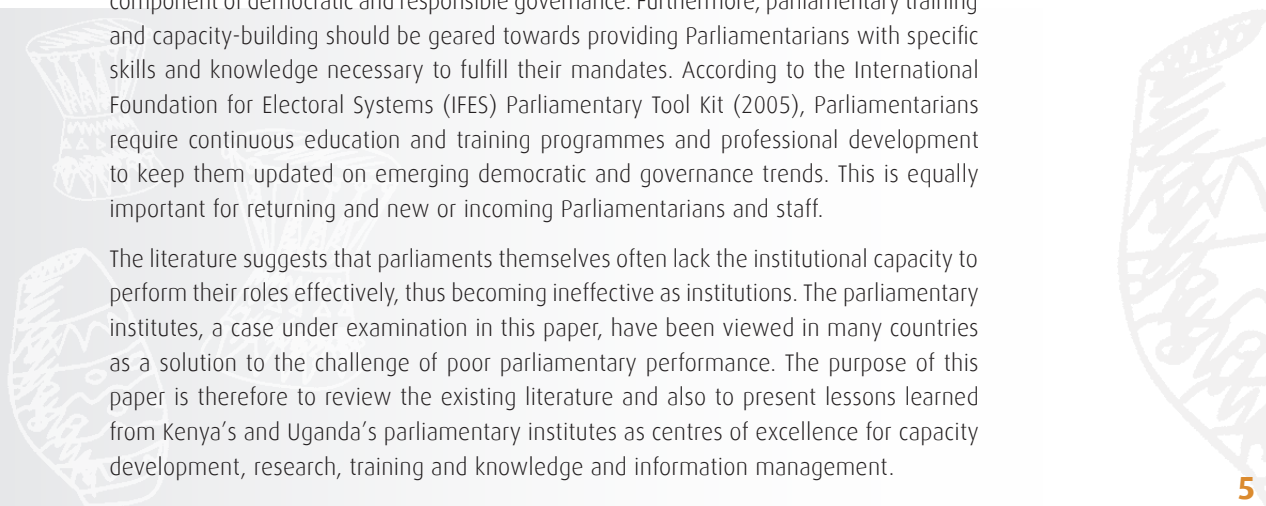 component of democratic and responsible governance. Furthermore, parliamentary training
and capacity-building should be geared towards providing Parliamentarians with specific
skills and knowledge necessary to fulfill their mandates. According to the International
Foundation for Electoral Systems (IFES) Parliamentary Tool Kit (2005), Parliamentarians
require continuous education and training programmes and professional development
to keep them updated on emerging democratic and governance trends. This is equally
important for returning and new or incoming Parliamentarians and staff.
The literature suggests that parliaments themselves often lack the institutional capacity to
perform their roles effectively, thus becoming ineffective as institutions. The parliamentary
institutes, a case under examination in this paper, have been viewed in many countries
as a solution to the challenge of poor parliamentary performance. The purpose of this
paper is therefore to review the existing literature and also to present lessons learned
from Kenya’s and Uganda’s parliamentary institutes as centres of excellence for capacity
development, research, training and knowledge and information management.
5